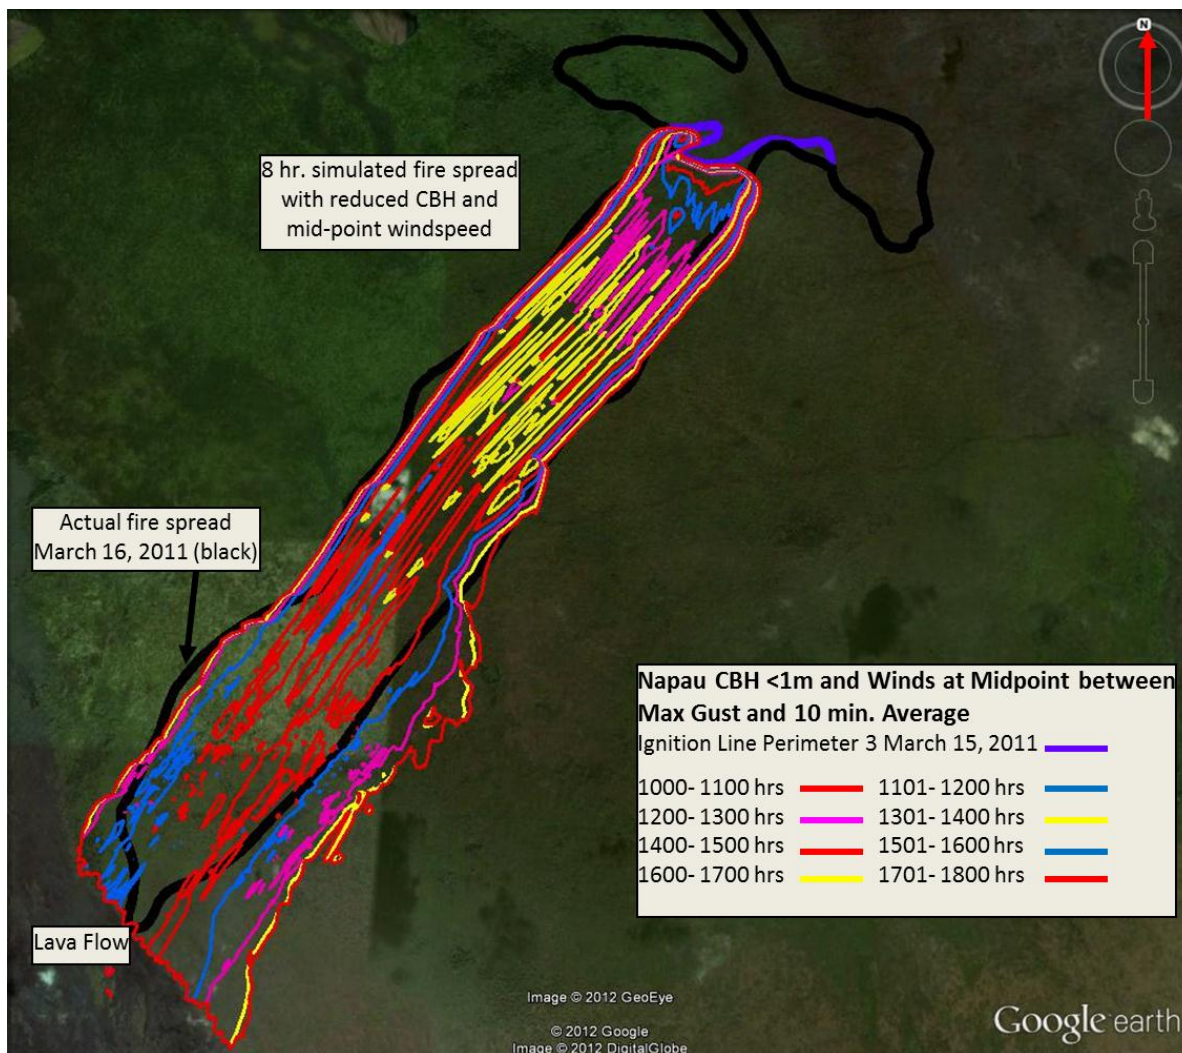 N
8 hr. simulated fire spread
with reduced CBH and
mid-point windspeed
Actual fire spread
March 16, 2011 (black)
Napau CBH <1m and Winds at Midpoint between
Max Gust and 10 min. Average
Ignition Line Perimeter 3 March 15, 2011
1000- 1100 hrs 1101- 1200 hrs
1200- 1300 hrs 1301- 1400 hrs
1400- 1500 hrs 1501- 1600 hrs
1600- 1700 hrs 1701- 1800 hrs
Lava Flow
Image © 2012 GeoEye
© 2012 Google
Image © 2012 DigitalGlobe
Google earth